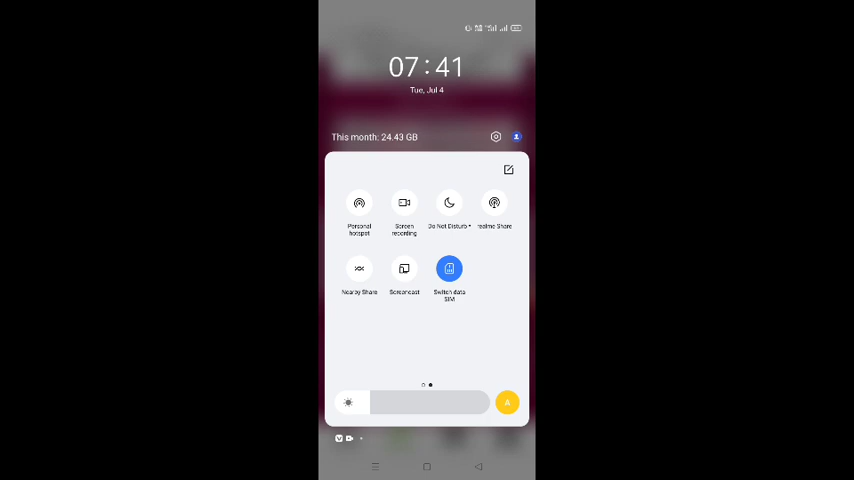 07:41
Tue, Jul 4
This month: 24.43 GB
Personal hotspot
Screen recording
Do Not Disturb
realme Share
Nearby Share
Screencast
Switch data SIM
A